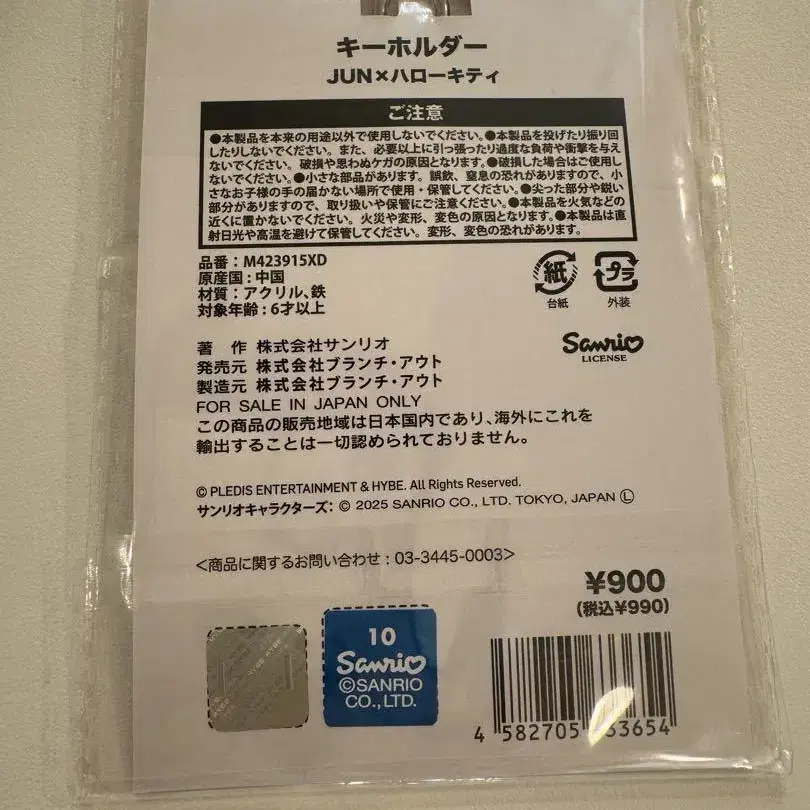 キーホルダー
JUN×ハローキティ
ご注意
●本製品を本来の用途以外で使用しないでください。●本製品を投げたり振り回
したりしないでください。また、必要以上に引っ張ったり過度な負荷や衝撃を与え
ないでください。破損や思わぬケガの原因となります。●破損した場合はご使用し
ないでください。●小さな部品があります。誤飲、窒息の恐れがありますので、小
さなお子様の手の届かない場所で使用・保管してください。●尖った部分や鋭い
部分がありますので、取り扱いや保管にご注意ください。●本製品を火気などの
近くに置かないでください。火災や変形、変色の原因となります。●本製品は直
射日光や高温を避けて保管してください。変形、変色の恐れがあります。
品番：M423915XD
原産国：中国
材質：アクリル、鉄
対象年齢：6才以上
紙
台紙
プラ
外装
著　作 株式会社サンリオ
発売元 株式会社ブランチ・アウト
製造元 株式会社ブランチ・アウト
Sanrio
LICENSE
FOR SALE IN JAPAN ONLY
この商品の販売地域は日本国内であり、海外にこれを
輸出することは一切認められておりません。
© PLEDIS ENTERTAINMENT & HYBE. All Rights Reserved.
サンリオキャラクターズ：© 2025 SANRIO CO., LTD. TOKYO, JAPAN Ⓛ
<商品に関するお問い合わせ：03-3445-0003>
¥900
(税込¥990)
10
Sanrio
©SANRIO
CO.,LTD.
4 582705